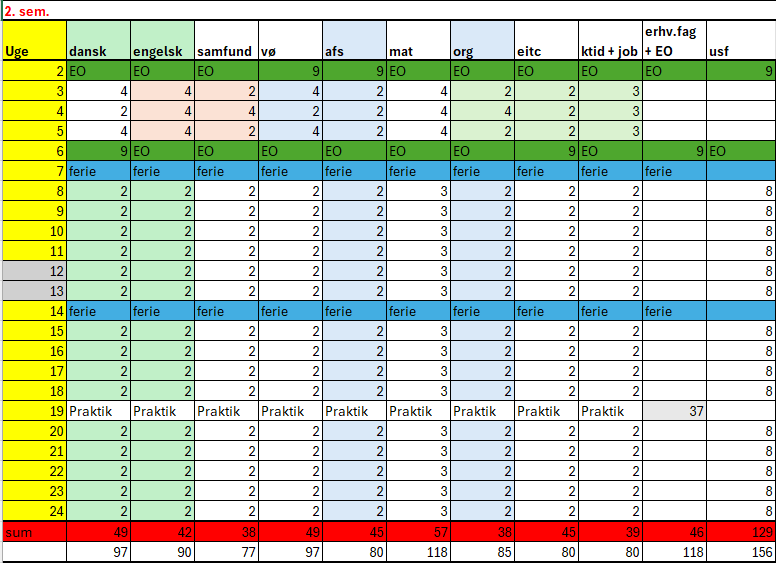 2. sem.
Uge dansk engelsk samfund vø afs mat org eitc ktid + job erhv.fag + EO usf
2 EO EO EO 9 9 EO EO EO EO EO 9
3 4 4 2 4 2 4 2 2 3
4 2 4 4 2 2 4 4 2 3
5 4 4 2 4 2 4 2 2 3
6 9 EO EO EO EO EO EO 9 EO 9 EO
7 ferie ferie ferie ferie ferie ferie ferie ferie ferie ferie
8 2 2 2 2 2 3 2 2 2 8
9 2 2 2 2 2 3 2 2 2 8
10 2 2 2 2 2 3 2 2 2 8
11 2 2 2 2 2 3 2 2 2 8
12 2 2 2 2 2 3 2 2 2 8
13 2 2 2 2 2 3 2 2 2 8
14 ferie ferie ferie ferie ferie ferie ferie ferie ferie ferie
15 2 2 2 2 2 3 2 2 2 8
16 2 2 2 2 2 3 2 2 2 8
17 2 2 2 2 2 3 2 2 2 8
18 2 2 2 2 2 3 2 2 2 8
19 Praktik Praktik Praktik Praktik Praktik Praktik Praktik Praktik Praktik 37
20 2 2 2 2 2 3 2 2 2 8
21 2 2 2 2 2 3 2 2 2 8
22 2 2 2 2 2 3 2 2 2 8
23 2 2 2 2 2 3 2 2 2 8
24 2 2 2 2 2 3 2 2 2 8
sum 49 42 38 49 45 57 38 45 39 46 129
97 90 77 97 80 118 85 80 80 118 156